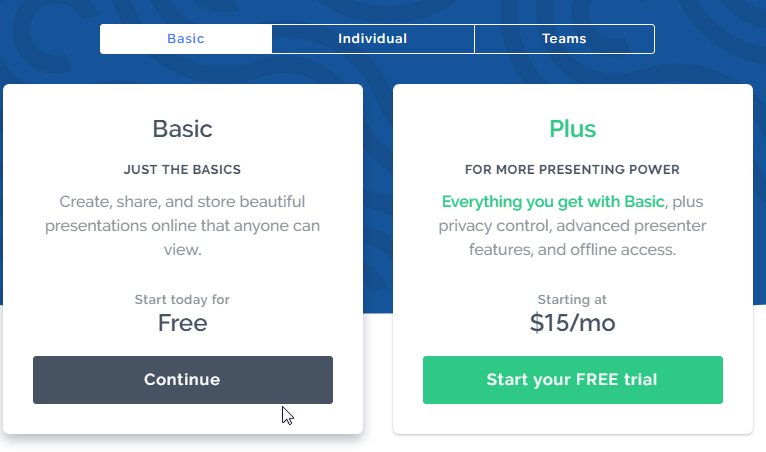 Basic
Individual
Teams
Basic
JUST THE BASICS
Create, share, and store beautiful
presentations online that anyone can
view.
Start today for
Free
Continue
Plus
FOR MORE PRESENTING POWER
Everything you get with Basic, plus
privacy control, advanced presenter
features, and offline access.
Starting at
$15/mo
Start your FREE trial